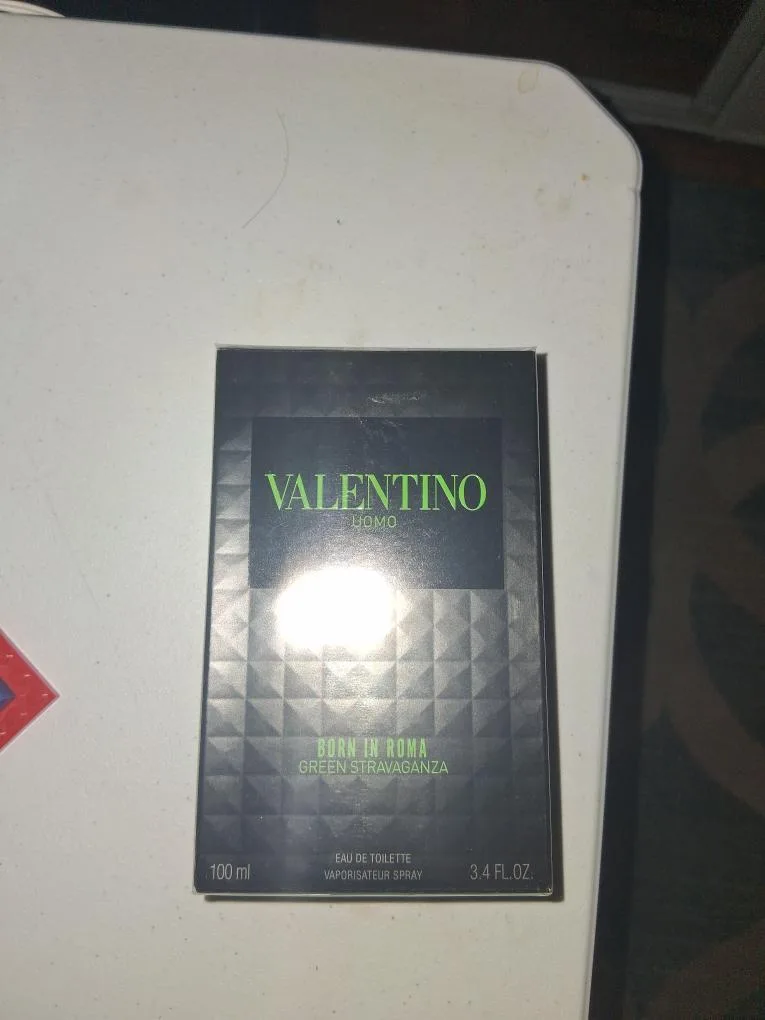 VALENTINO
UOMO
BORN IN ROMA
GREEN STRAVAGANZA
EAU DE TOILETTE
100 ml VAPORISATEUR SPRAY 3.4 FL.OZ.